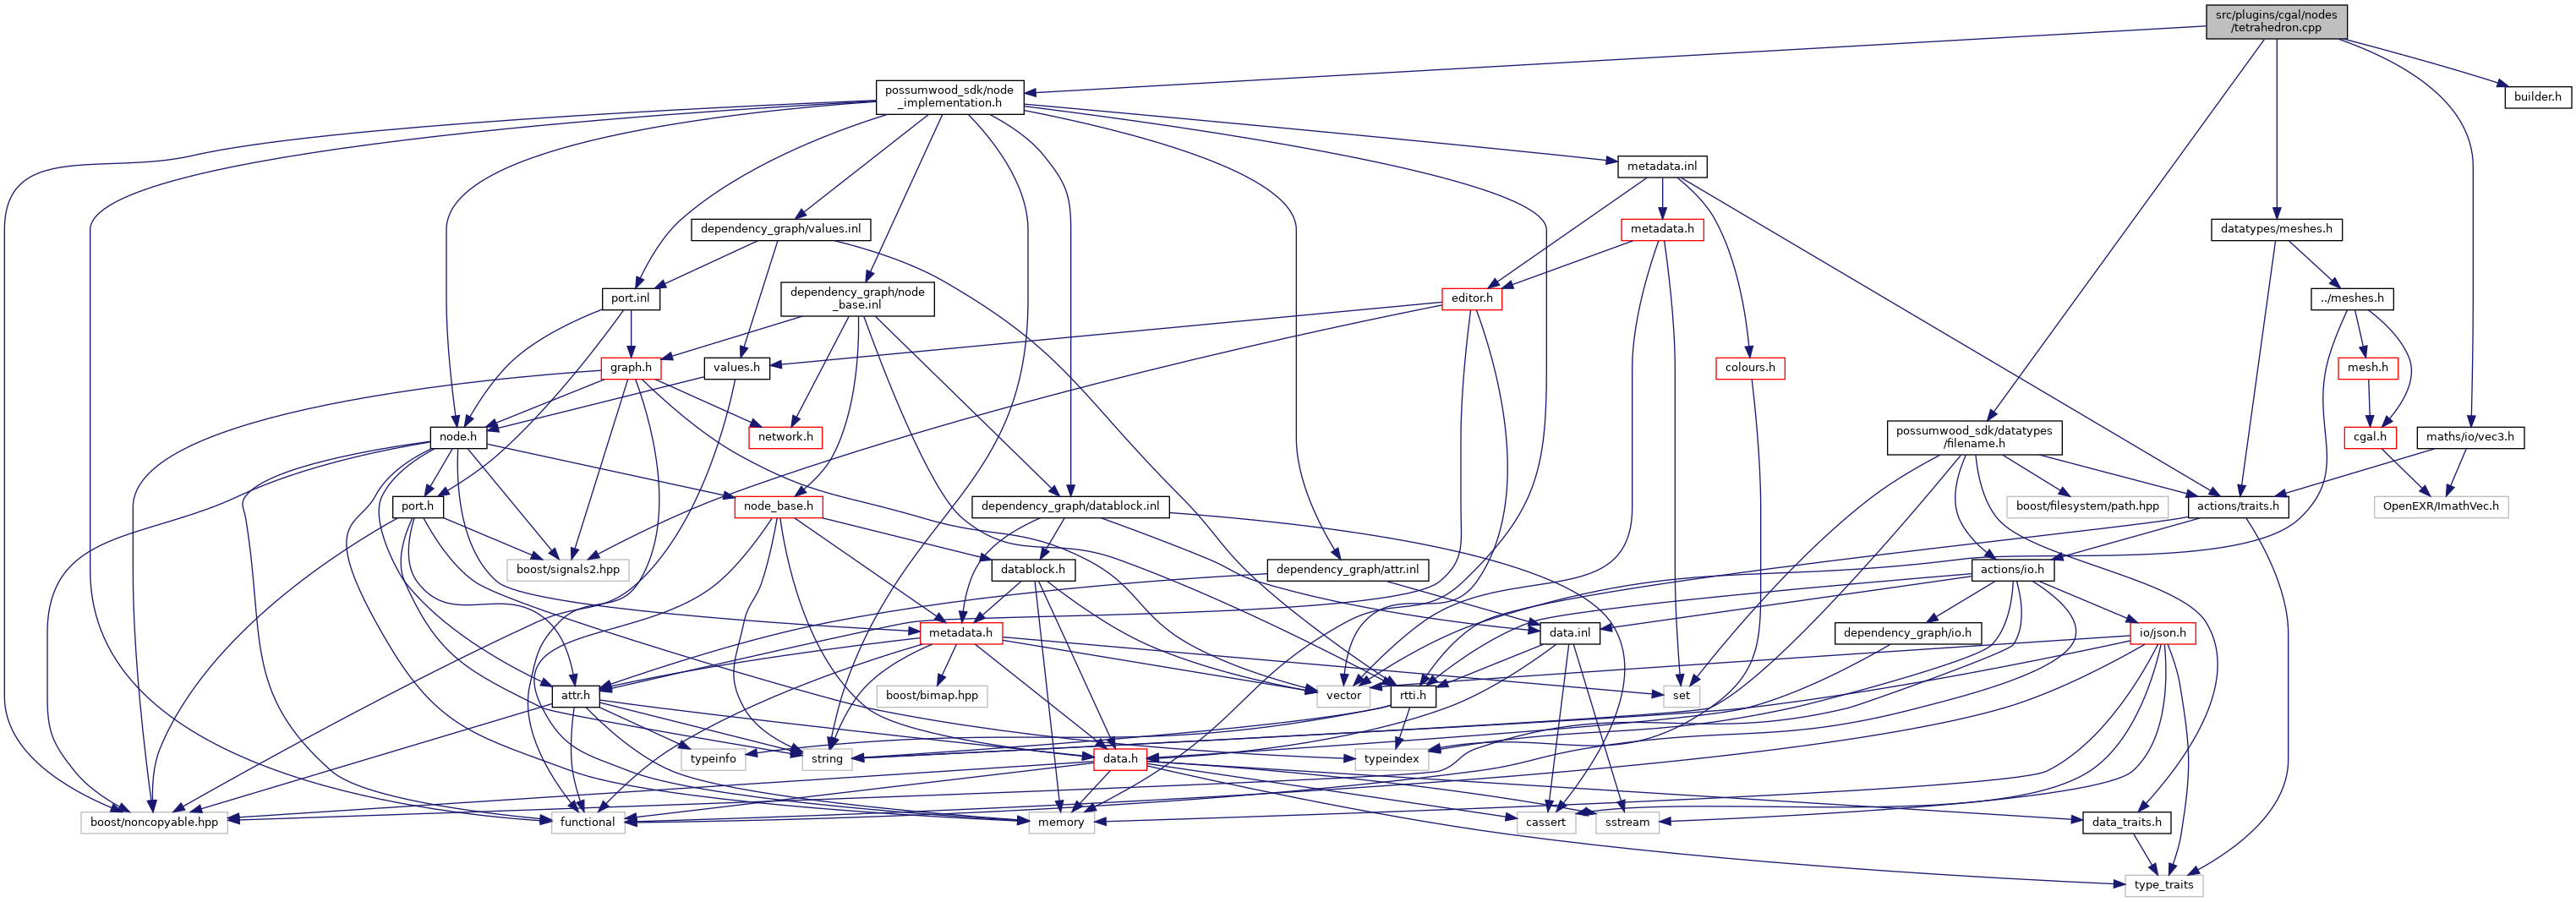 src/plugins/cgal/nodes
/tetrahedron.cpp
possumwood_sdk/node
_implementation.h
builder.h
metadata.inl
dependency_graph/values.inl
metadata.h
datatypes/meshes.h
port.inl
dependency_graph/node
_base.inl
editor.h
../meshes.h
graph.h
values.h
colours.h
mesh.h
node.h
network.h
possumwood_sdk/datatypes
/filename.h
cgal.h
maths/io/vec3.h
port.h
node_base.h
dependency_graph/datablock.inl
boost/filesystem/path.hpp
actions/traits.h
OpenEXR/ImathVec.h
boost/signals2.hpp
datablock.h
dependency_graph/attr.inl
actions/io.h
metadata.h
data.inl
dependency_graph/io.h
io/json.h
attr.h
boost/bimap.hpp
vector
rtti.h
set
typeinfo
string
data.h
typeindex
boost/noncopyable.hpp
functional
memory
cassert
sstream
data_traits.h
type_traits